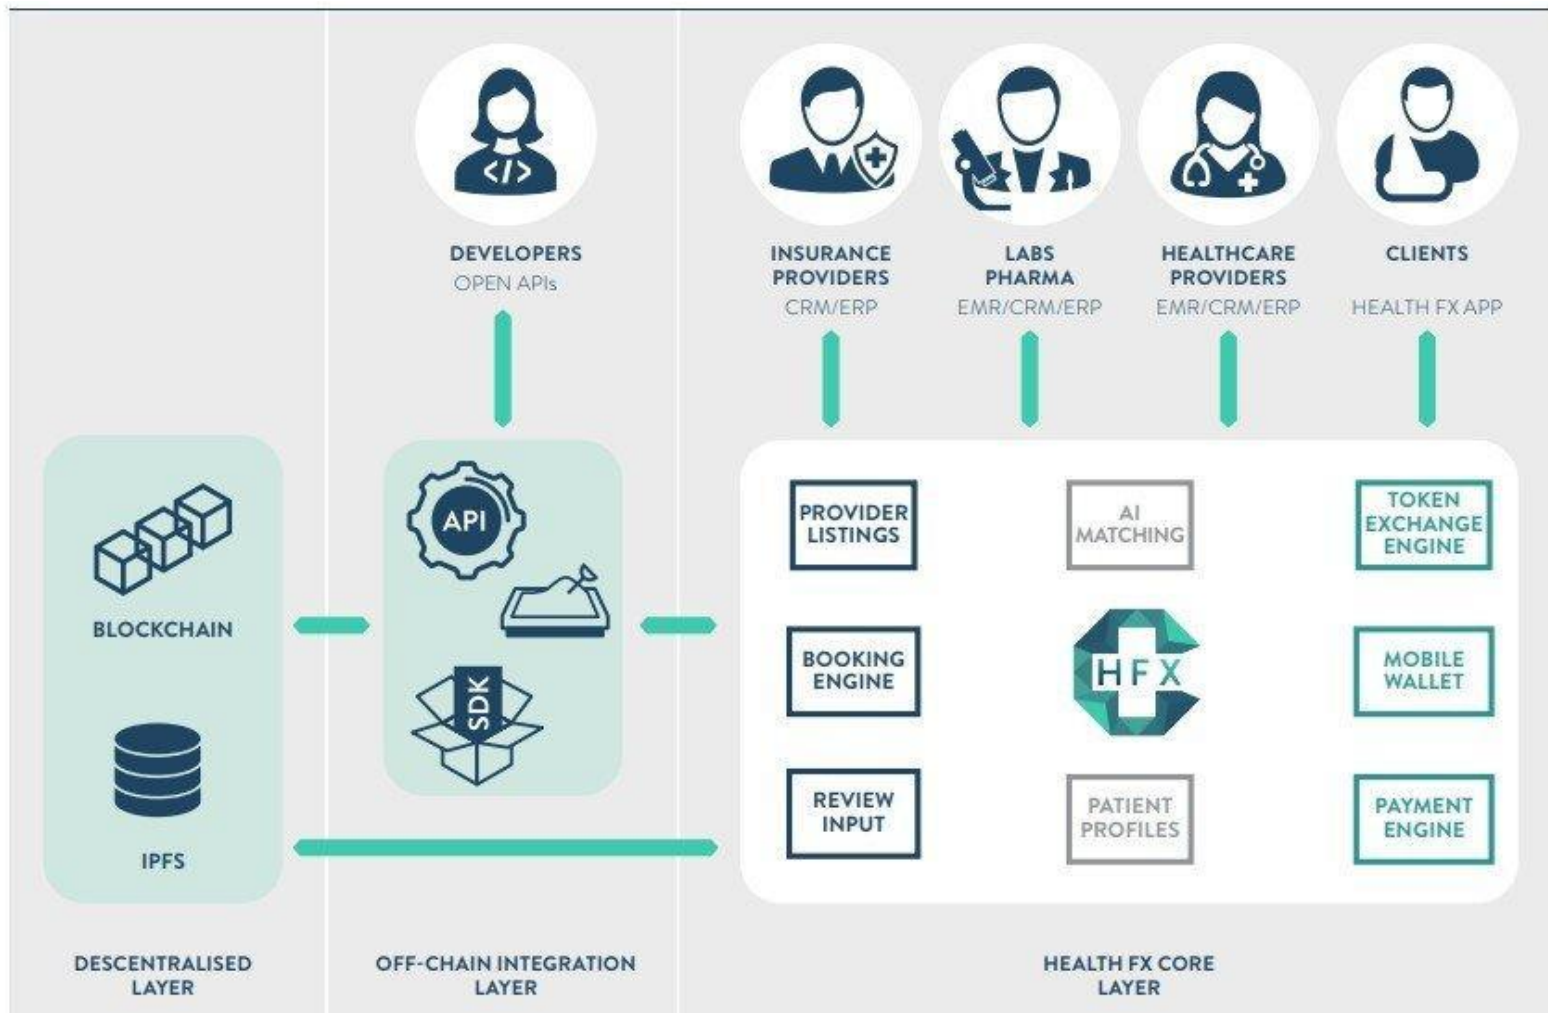 </>
DEVELOPERS
OPEN APIs
INSURANCE
PROVIDERS
CRM/ERP
LABS
PHARMA
EMR/CRM/ERP
HEALTHCARE
PROVIDERS
EMR/CRM/ERP
CLIENTS
HEALTH FX APP
BLOCKCHAIN
IPFS
API
SDK
PROVIDER
LISTINGS
AI
MATCHING
TOKEN
EXCHANGE
ENGINE
BOOKING
ENGINE
HFX
MOBILE
WALLET
REVIEW
INPUT
PATIENT
PROFILES
PAYMENT
ENGINE
DESCENTRALISED
LAYER
OFF-CHAIN INTEGRATION
LAYER
HEALTH FX CORE
LAYER